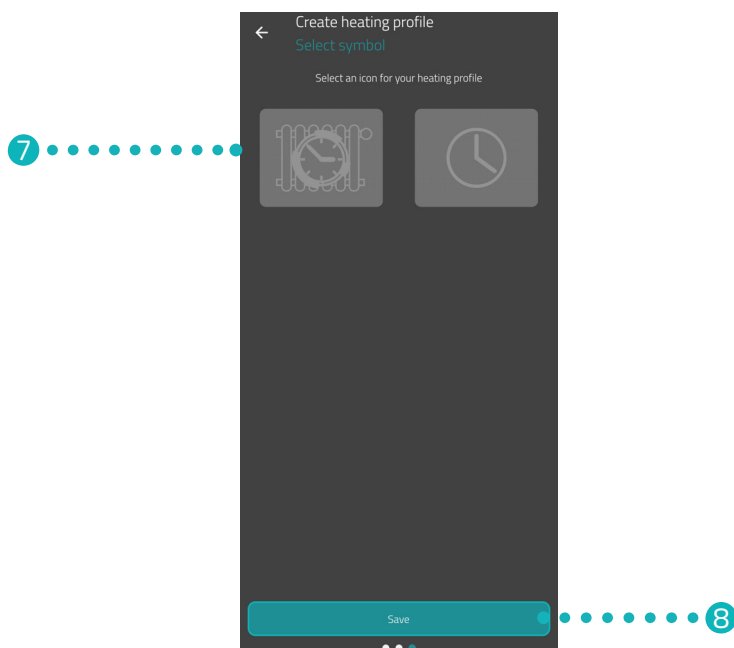 Create heating profile
Select symbol
Select an icon for your heating profile
7
Save
8